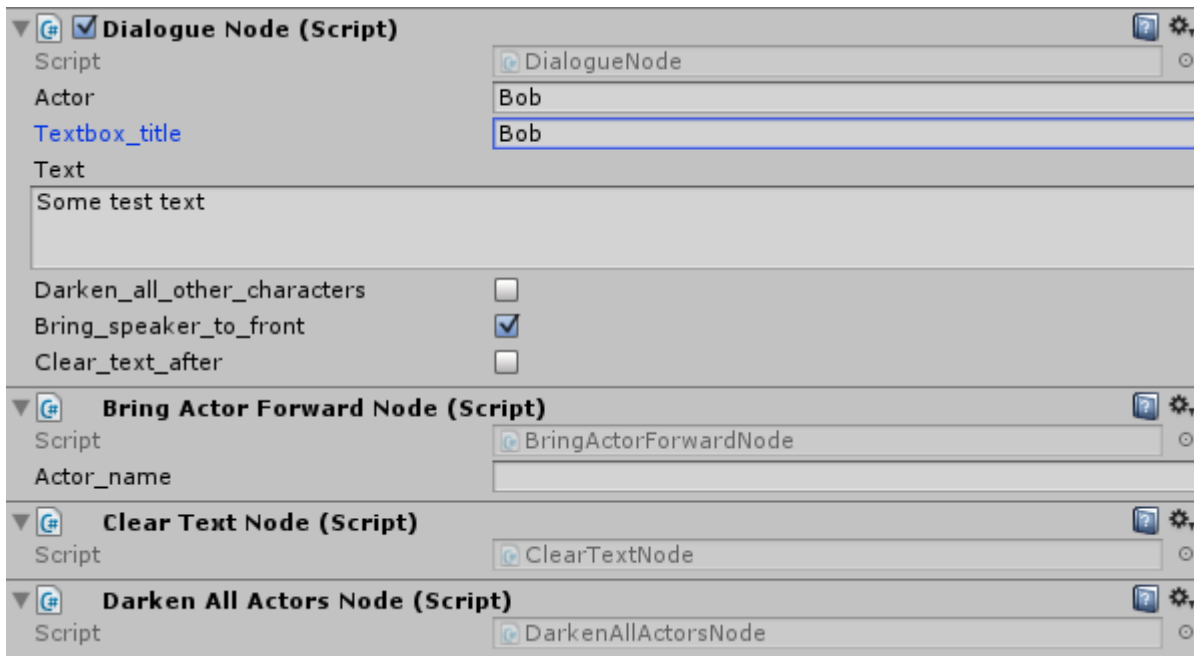 Dialogue Node (Script)
Script DialogueNode
Actor Bob
Textbox_title Bob
Text
Some test text
Darken_all_other_characters
Bring_speaker_to_front
Clear_text_after
Bring Actor Forward Node (Script)
Script BringActorForwardNode
Actor_name
Clear Text Node (Script)
Script ClearTextNode
Darken All Actors Node (Script)
Script DarkenAllActorsNode